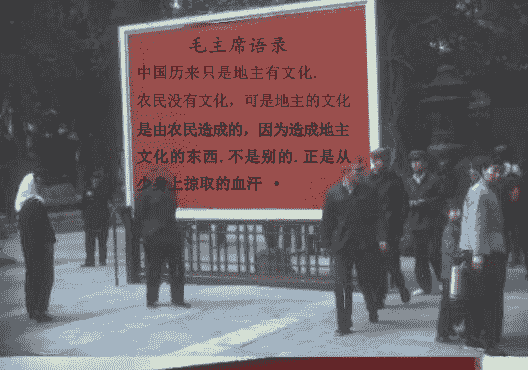 毛主席语录
中国历来只是地主有文化.
农民没有文化，可是地主的文化
是由农民造成的，因为造成地主
文化的东西.不是别的.正是从
身上掠取的血汗。